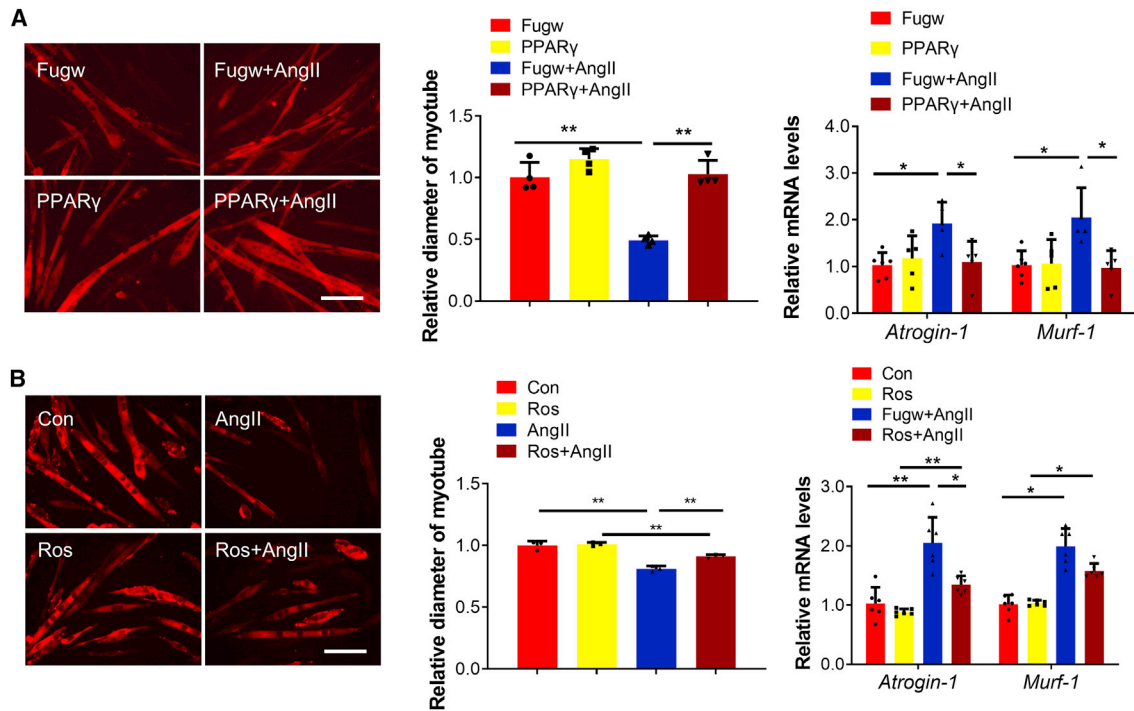 A
Fugw
Fugw+AngII
PPARγ
PPARγ+AngII
Fugw
PPARγ
Fugw+AngII
PPARγ+AngII
Relative diameter of myotube
1.5
1.0
0.5
0.0
**
**
Fugw
PPARγ
Fugw+AngII
PPARγ+AngII
Relative mRNA levels
4.0
3.0
2.0
1.0
0.0
*
*
*
*
Atrogin-1
Murf-1
B
Con
AngII
Ros
Ros+AngII
Con
Ros
AngII
Ros+AngII
Relative diameter of myotube
1.5
1.0
0.5
0.0
**
**
**
Con
Ros
Fugw+AngII
Ros+AngII
Relative mRNA levels
3.0
2.0
1.0
0.0
**
**
*
*
*
Atrogin-1
Murf-1